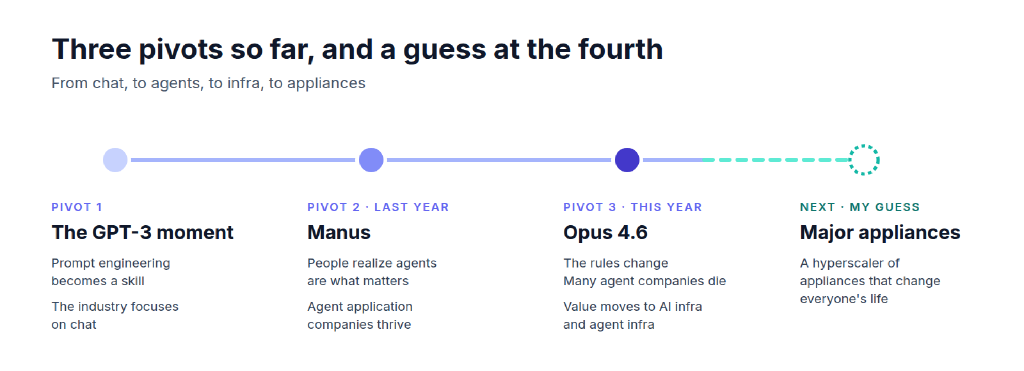 Three pivots so far, and a guess at the fourth
From chat, to agents, to infra, to appliances
PIVOT 1
The GPT-3 moment
Prompt engineering
becomes a skill
The industry focuses
on chat
PIVOT 2 · LAST YEAR
Manus
People realize agents
are what matters
Agent application
companies thrive
PIVOT 3 · THIS YEAR
Opus 4.6
The rules change
Many agent companies die
Value moves to AI infra
and agent infra
NEXT · MY GUESS
Major appliances
A hyperscaler of
appliances that change
everyone's life